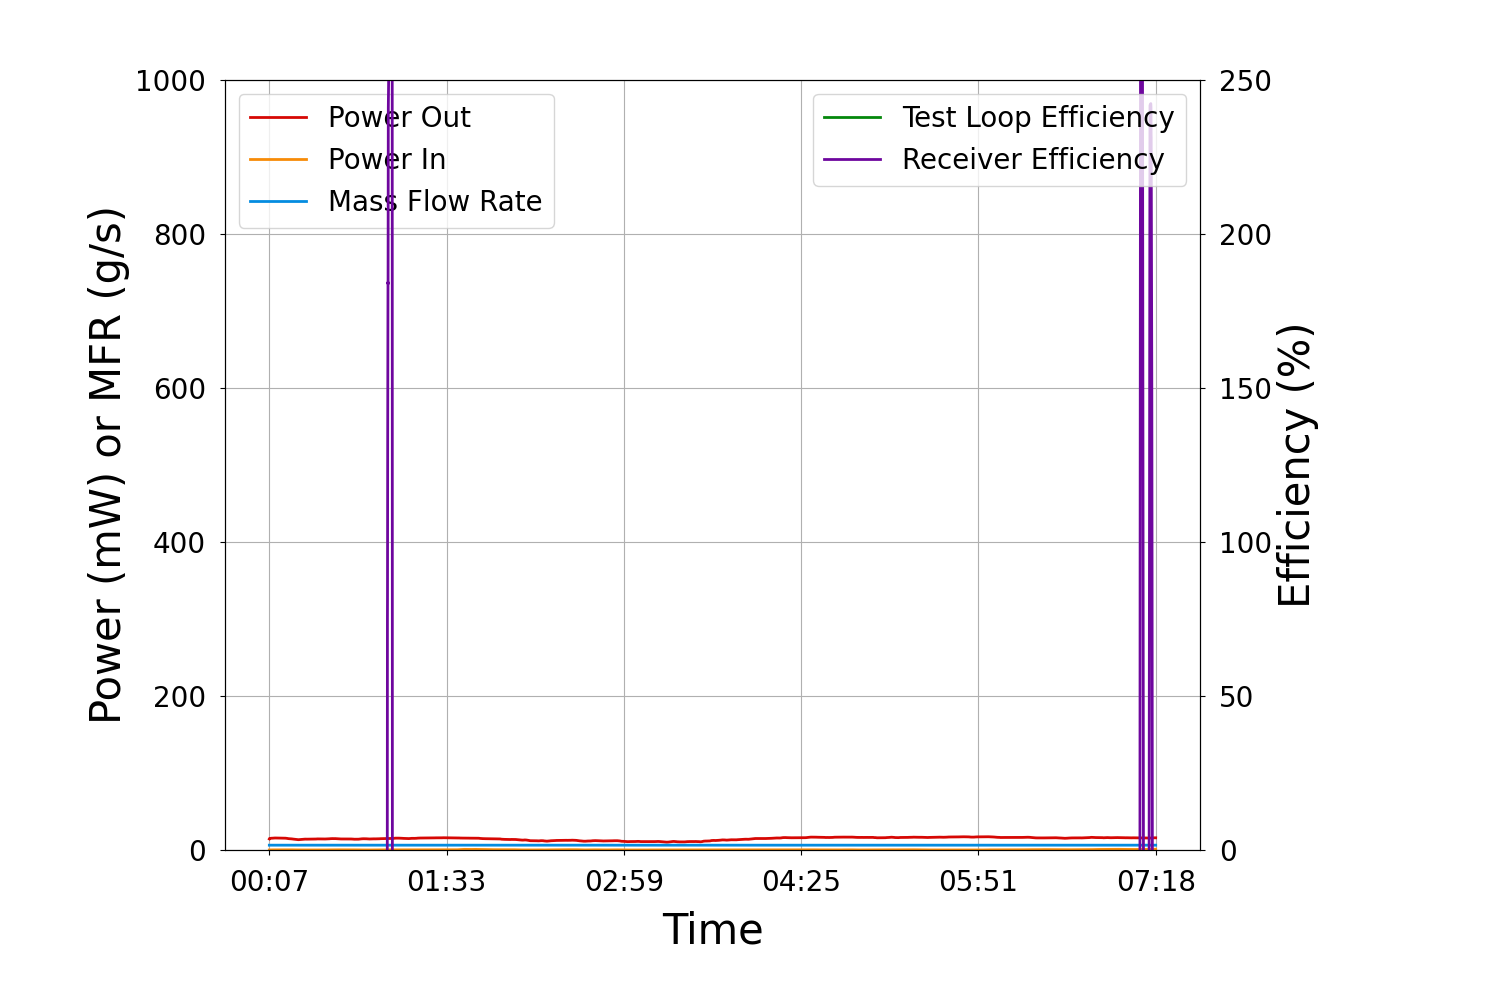 1000
800
600
400
200
0
Power (mW) or MFR (g/s)
Power Out
Power In
Mass Flow Rate
Test Loop Efficiency
Receiver Efficiency
250
200
150
100
50
0
Efficiency (%)
00:07 01:33 02:59 04:25 05:51 07:18
Time